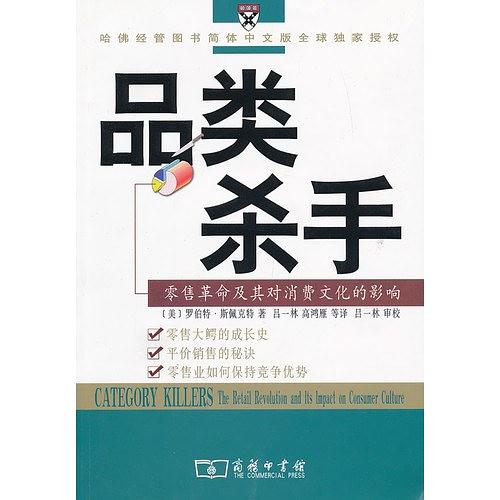 哈佛经管图书简体中文版全球独家授权
品类
杀手
零售革命及其对消费文化的影响
〔美〕罗伯特·斯佩克特 著 吕一林 高鸿雁 等译 吕一林 审校
零售大鳄的成长史
平价销售的秘诀
零售业如何保持竞争优势
CATEGORY KILLERS The Retail Revolution and Its Impact on Consumer Culture
商务印书馆
THE COMMERCIAL PRESS